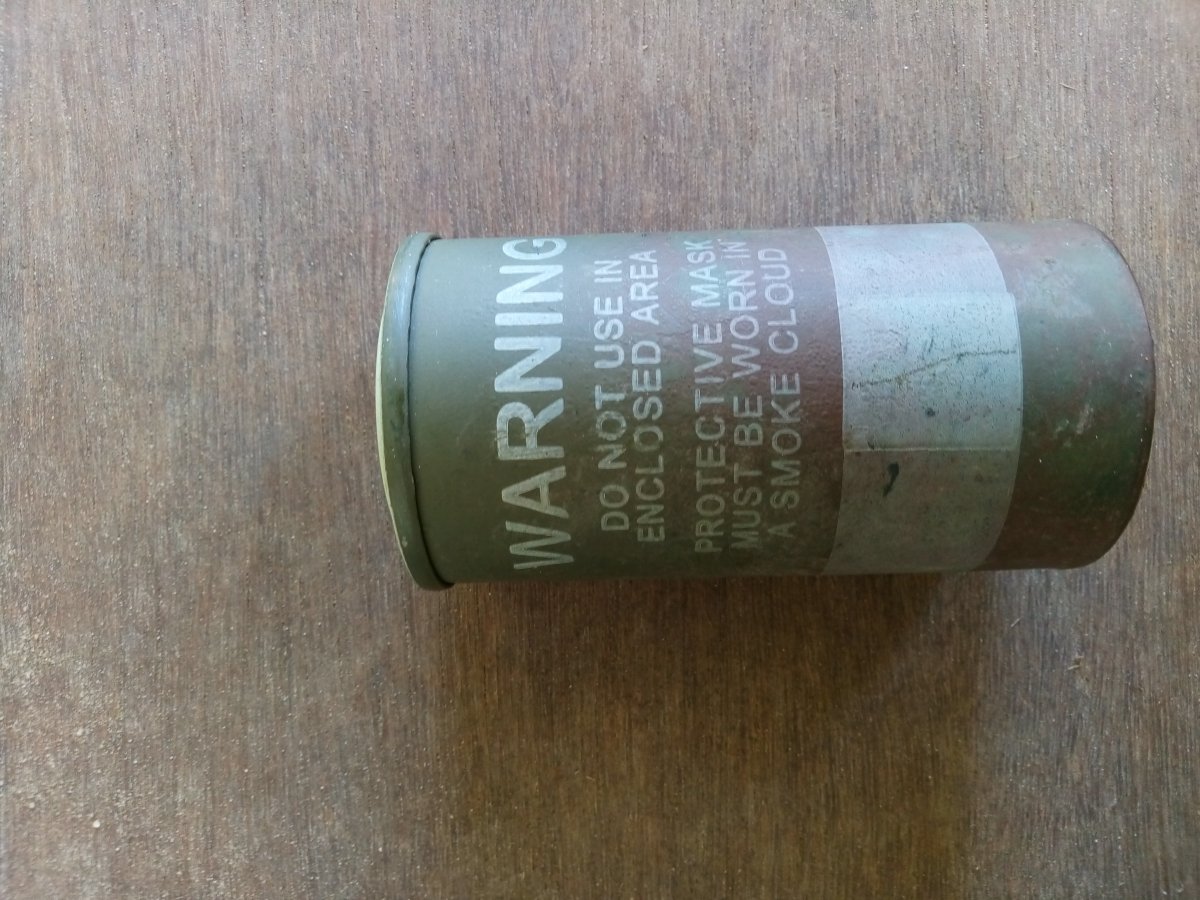 WARNING
DO NOT USE IN
ENCLOSED AREA
PROTECTIVE MASK
MUST BE WORN IN
A SMOKE CLOUD